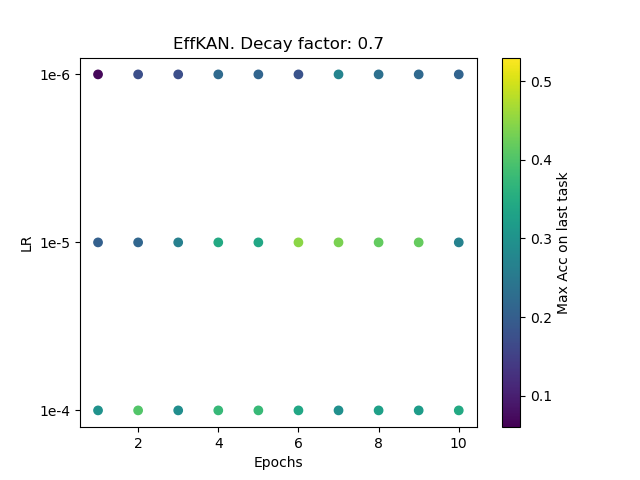 EffKAN. Decay factor: 0.7
1e-6
1e-5
1e-4
LR
2 4 6 8 10
Epochs
0.5
0.4
0.3
0.2
0.1
Max Acc on last task